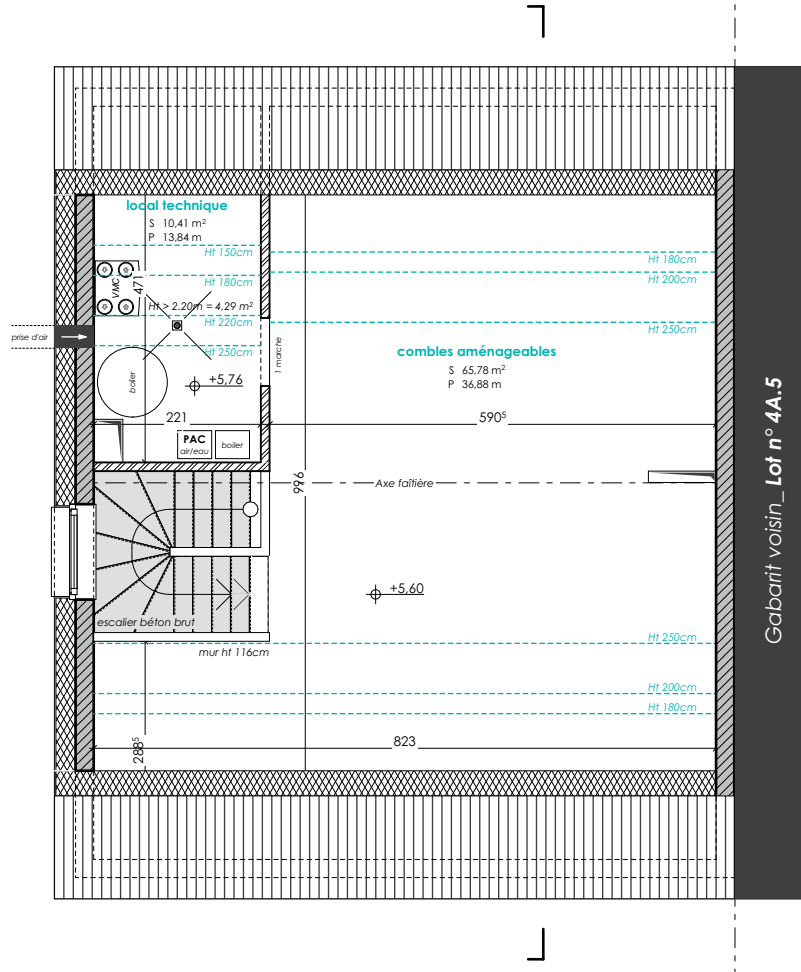 local technique
S 10,41 m²
P 13,84 m
Ht 150cm
Ht 180cm
VMC
471
Ht > 2.20m = 4,29 m²
Ht 220cm
Ht 250cm
prise d'air
1 marche
boiler
+5,76
221
PAC
air/eau
boiler
Ht 180cm
Ht 200cm
Ht 250cm
combles aménageables
S 65,78 m²
P 36,88 m
590⁵
996
Axe faîtière
+5,60
escalier béton brut
mur ht 116cm
Ht 250cm
Ht 200cm
Ht 180cm
288⁵
823
Gabarit voisin_ Lot n° 4A.5